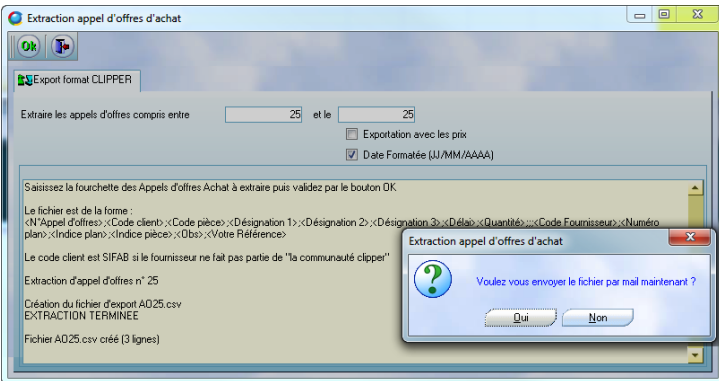 Extraction appel d'offres d'achat
Ok
Export format CLIPPER
Extraire les appels d'offres compris entre 25 et le 25
Exportation avec les prix
Date Formatée (JJ/MM/AAAA)
Saisissez la fourchette des Appels d'offres Achat à extraire puis validez par le bouton OK
Le fichier est de la forme :
<N°Appel d'offres>;<Code client>;<Code pièce>;<Désignation 1>;<Désignation 2>;<Désignation 3>;<Délai>;<Quantité>;;;<Code Fournisseur>;<Numéro
plan>;<Indice plan>;<Indice pièce>;<Obs>;<Votre Référence>
Le code client est SIFAB si le fournisseur ne fait pas partie de "la communauté clipper"
Extraction d'appel d'offres n° 25
Création du fichier d'export AO25.csv
EXTRACTION TERMINEE
Fichier AO25.csv créé (3 lignes)
Extraction appel d'offres d'achat
Voulez vous envoyer le fichier par mail maintenant ?
Oui
Non